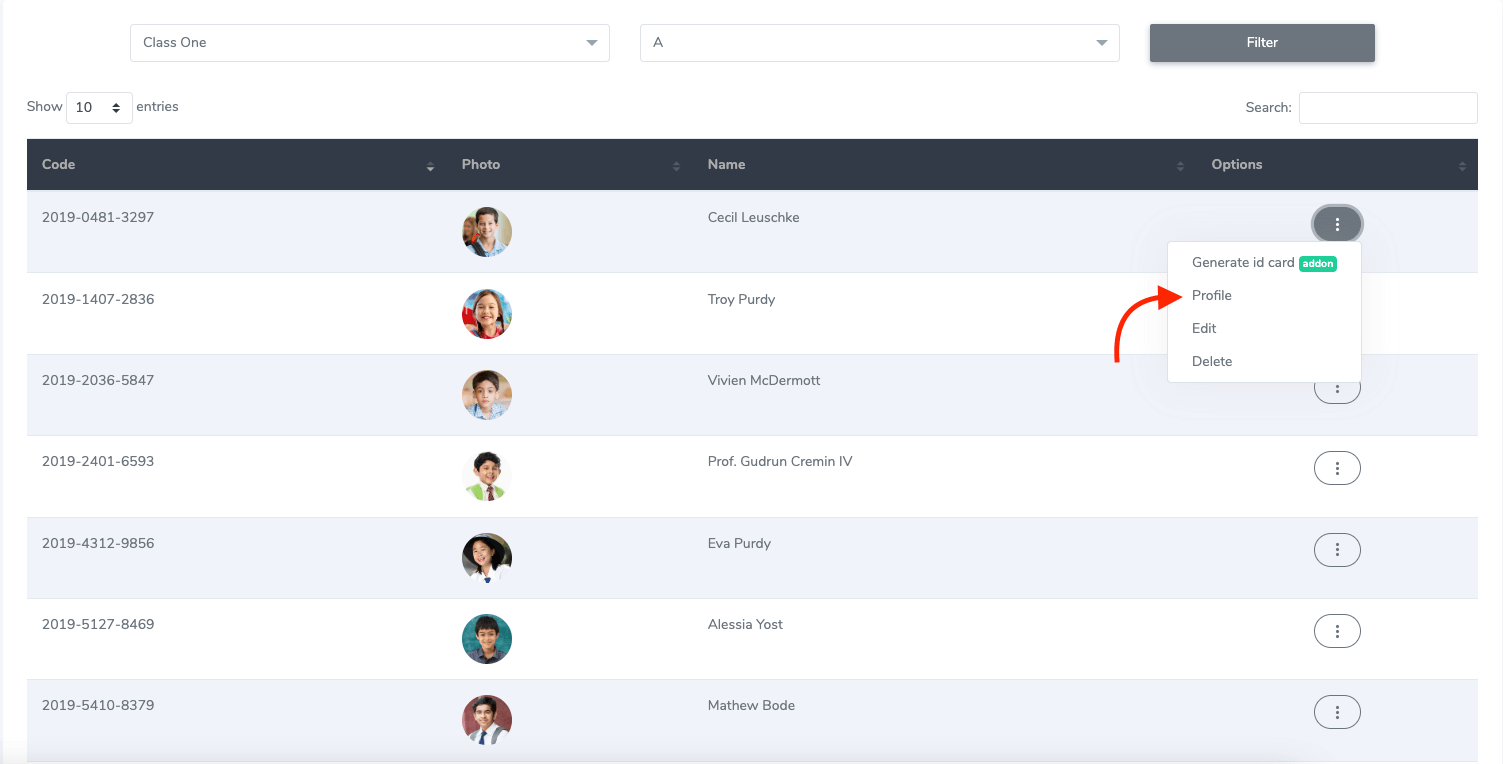 Class One A Filter
Show 10 entries Search:
Code Photo Name Options
2019-0481-3297 Cecil Leuschke
Generate id card addon
Profile
Edit
Delete
2019-1407-2836 Troy Purdy
2019-2036-5847 Vivien McDermott
2019-2401-6593 Prof. Gudrun Cremin IV
2019-4312-9856 Eva Purdy
2019-5127-8469 Alessia Yost
2019-5410-8379 Mathew Bode